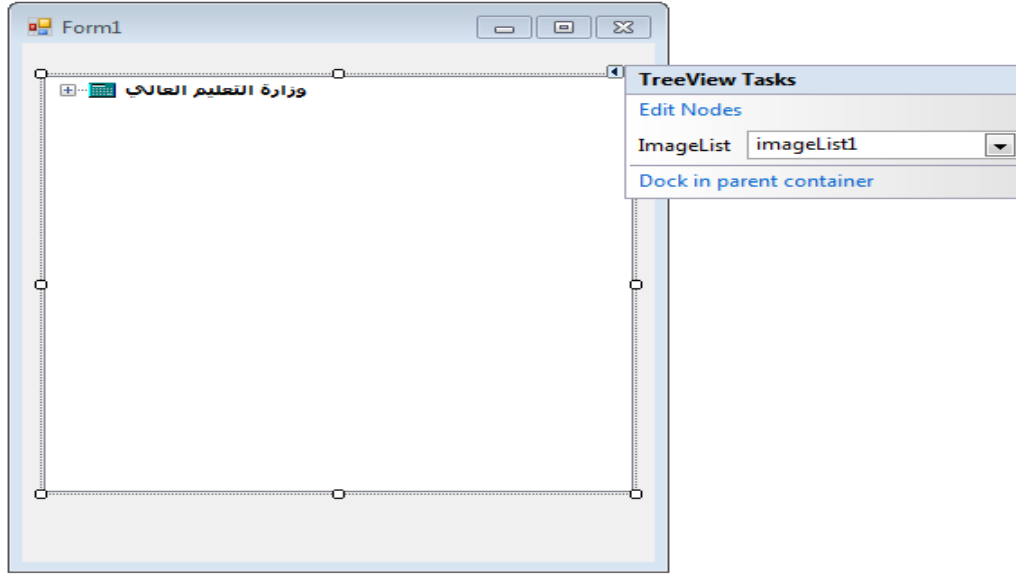 Form1
وزارة التعليم العالي
TreeView Tasks
Edit Nodes
ImageList imageList1
Dock in parent container